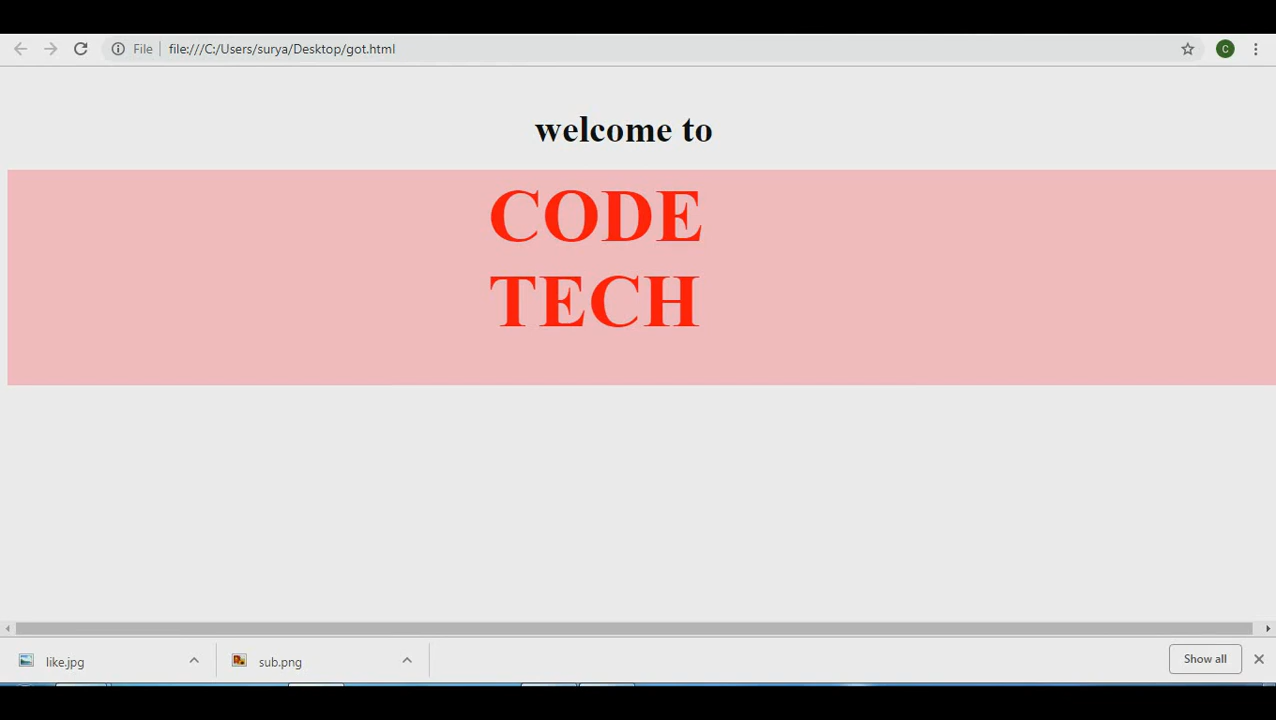 File file:///C:/Users/surya/Desktop/got.html C
welcome to
CODE
TECH
like.jpg sub.png Show all